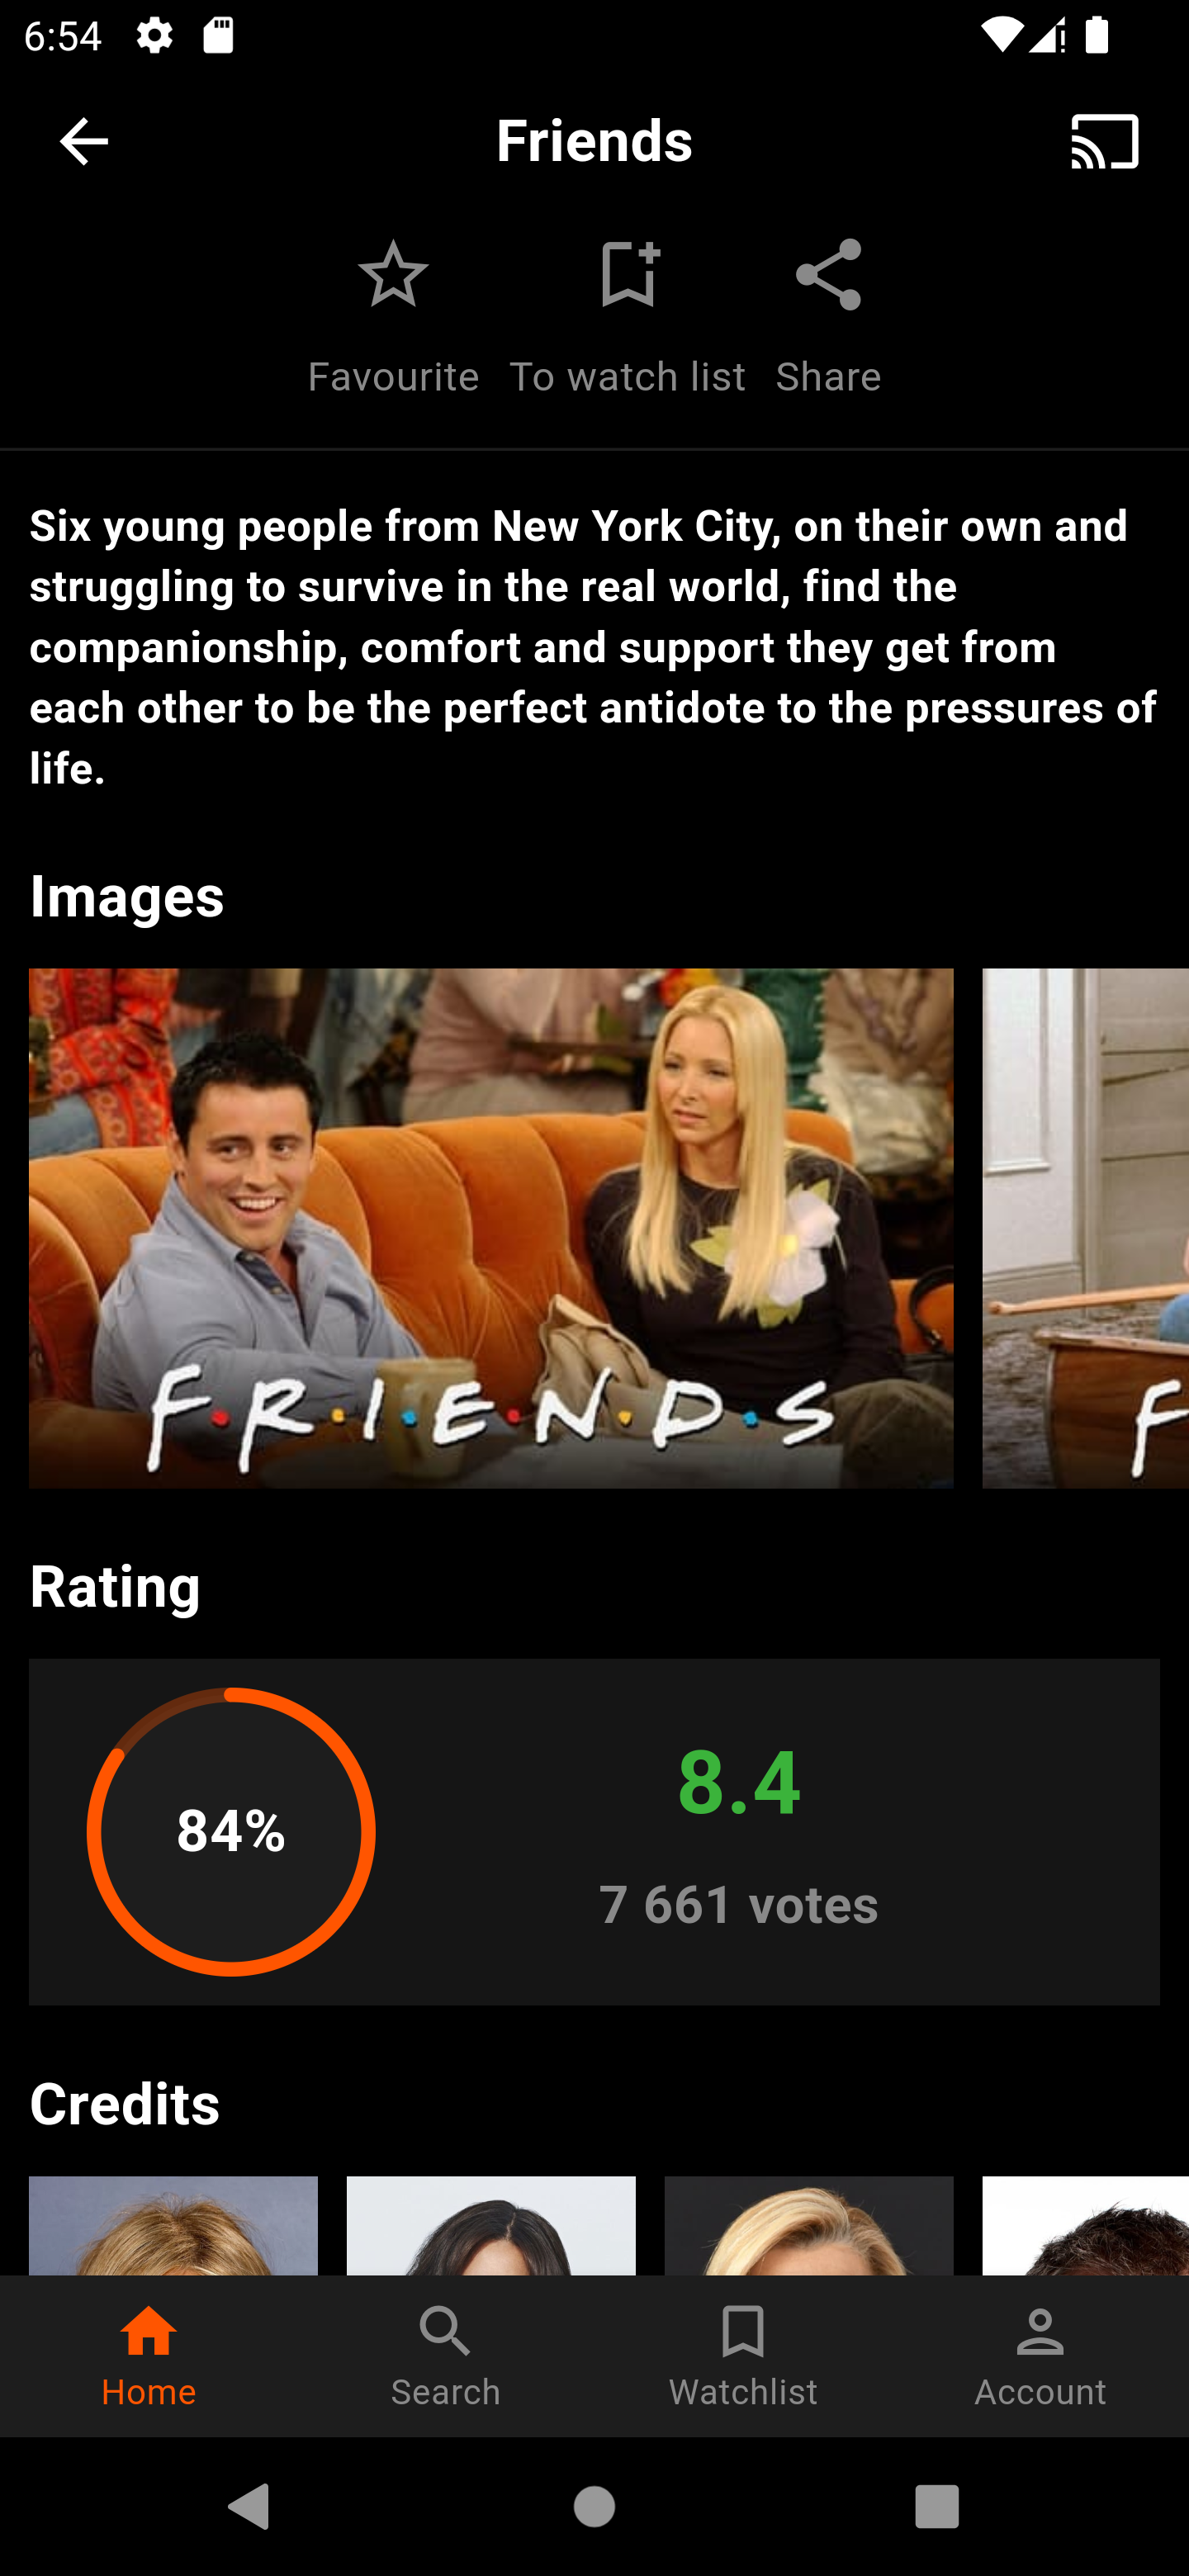 6:54
Friends
Favourite To watch list Share
Six young people from New York City, on their own and
struggling to survive in the real world, find the
companionship, comfort and support they get from
each other to be the perfect antidote to the pressures of
life.
Images
F·R·I·E·N·D·S
F
Rating
84%
8.4
7 661 votes
Credits
Home Search Watchlist Account